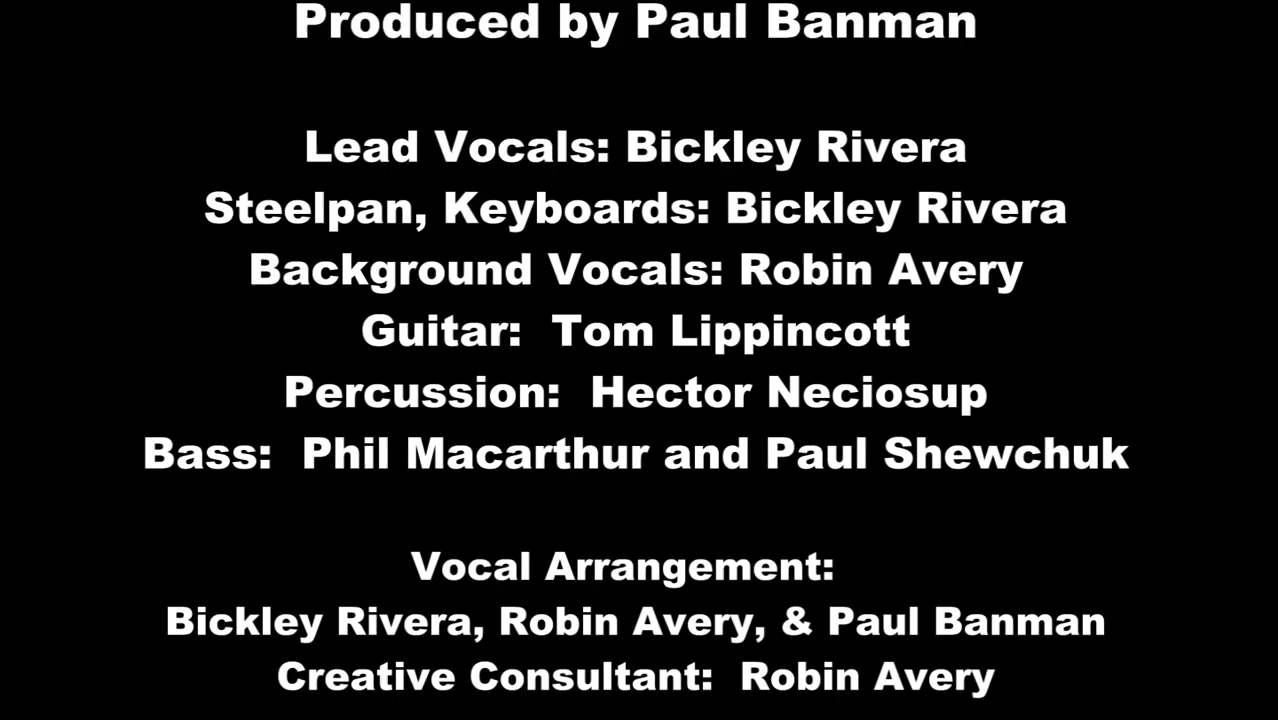 Produced by Paul Banman
Lead Vocals: Bickley Rivera
Steelpan, Keyboards: Bickley Rivera
Background Vocals: Robin Avery
Guitar:  Tom Lippincott
Percussion:  Hector Neciosup
Bass:  Phil Macarthur and Paul Shewchuk
Vocal Arrangement:
Bickley Rivera, Robin Avery, & Paul Banman
Creative Consultant:  Robin Avery